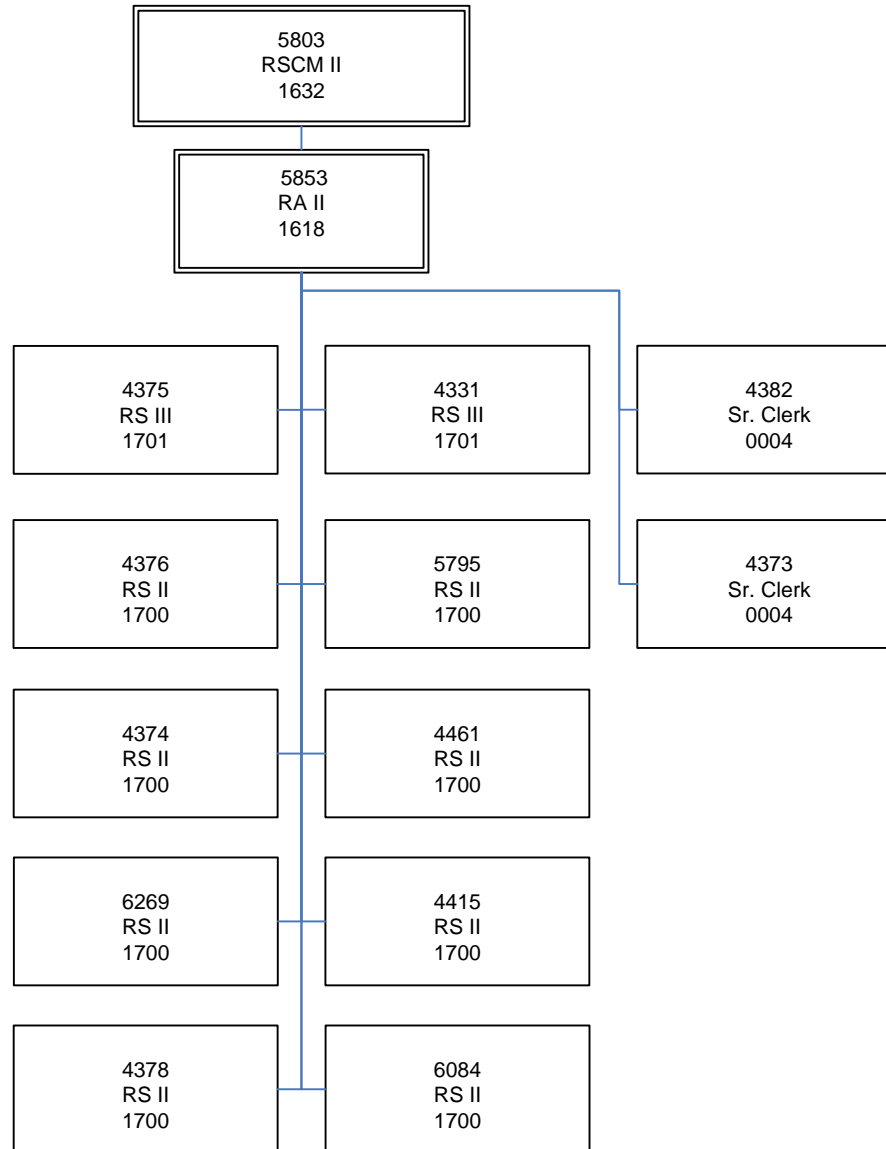 5803
RSCM II
1632
5853
RA II
1618
4375
RS III
1701
4331
RS III
1701
4382
Sr. Clerk
0004
4376
RS II
1700
5795
RS II
1700
4373
Sr. Clerk
0004
4374
RS II
1700
4461
RS II
1700
6269
RS II
1700
4415
RS II
1700
4378
RS II
1700
6084
RS II
1700